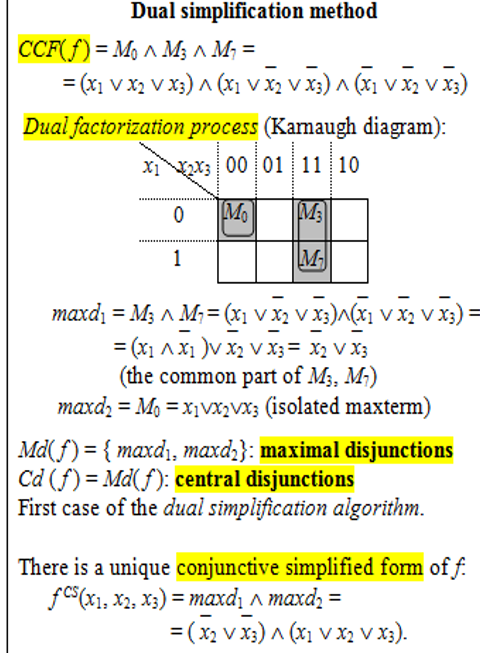 Dual simplification method
CCF(f) = M₀ ∧ M₃ ∧ M₇ =
= (x₁ ∨ x₂ ∨ x₃) ∧ (x₁ ∨ x̅₂ ∨ x̅₃) ∧ (x̅₁ ∨ x̅₂ ∨ x̅₃)
Dual factorization process (Karnaugh diagram):
x₁ x₂x₃ 00 01 11 10
0 M₀ M₃
1 M₇
maxd₁ = M₃ ∧ M₇ = (x₁ ∨ x̅₂ ∨ x̅₃)∧(x̅₁ ∨ x̅₂ ∨ x̅₃) =
= (x₁ ∧ x̅₁ )∨ x̅₂ ∨ x̅₃ = x̅₂ ∨ x̅₃
(the common part of M₃, M₇)
maxd₂ = M₀ = x₁∨x₂∨x₃ (isolated maxterm)
Md(f) = { maxd₁, maxd₂}: maximal disjunctions
Cd (f) = Md(f): central disjunctions
First case of the dual simplification algorithm.
There is a unique conjunctive simplified form of f:
fᶜˢ(x₁, x₂, x₃) = maxd₁ ∧ maxd₂ =
= ( x̅₂ ∨ x̅₃) ∧ (x₁ ∨ x₂ ∨ x₃).